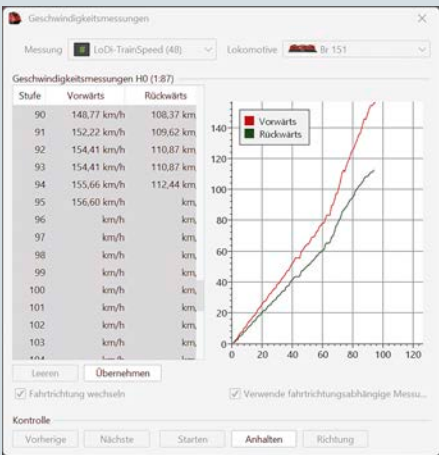 Geschwindigkeitsmessungen
Messung LoDi-TrainSpeed (48) Lokomotive Br 151
Geschwindigkeitsmessungen H0 (1:87)
Stufe Vorwärts Rückwärts
90 148,77 km/h 108,37 km,
91 152,22 km/h 109,62 km,
92 154,41 km/h 110,87 km,
93 154,41 km/h 110,87 km,
94 155,66 km/h 112,44 km,
95 156,60 km/h km,
96 km/h km,
97 km/h km,
98 km/h km,
99 km/h km,
100 km/h km,
101 km/h km,
102 km/h km,
103 km/h km,
Vorwärts
Rückwärts
140
120
100
80
60
40
20
0
0 20 40 60 80 100 120
Leeren Übernehmen
Fahrtrichtung wechseln Verwende fahrtrichtungsabhängige Messu...
Kontrolle
Vorherige Nächste Starten Anhalten Richtung